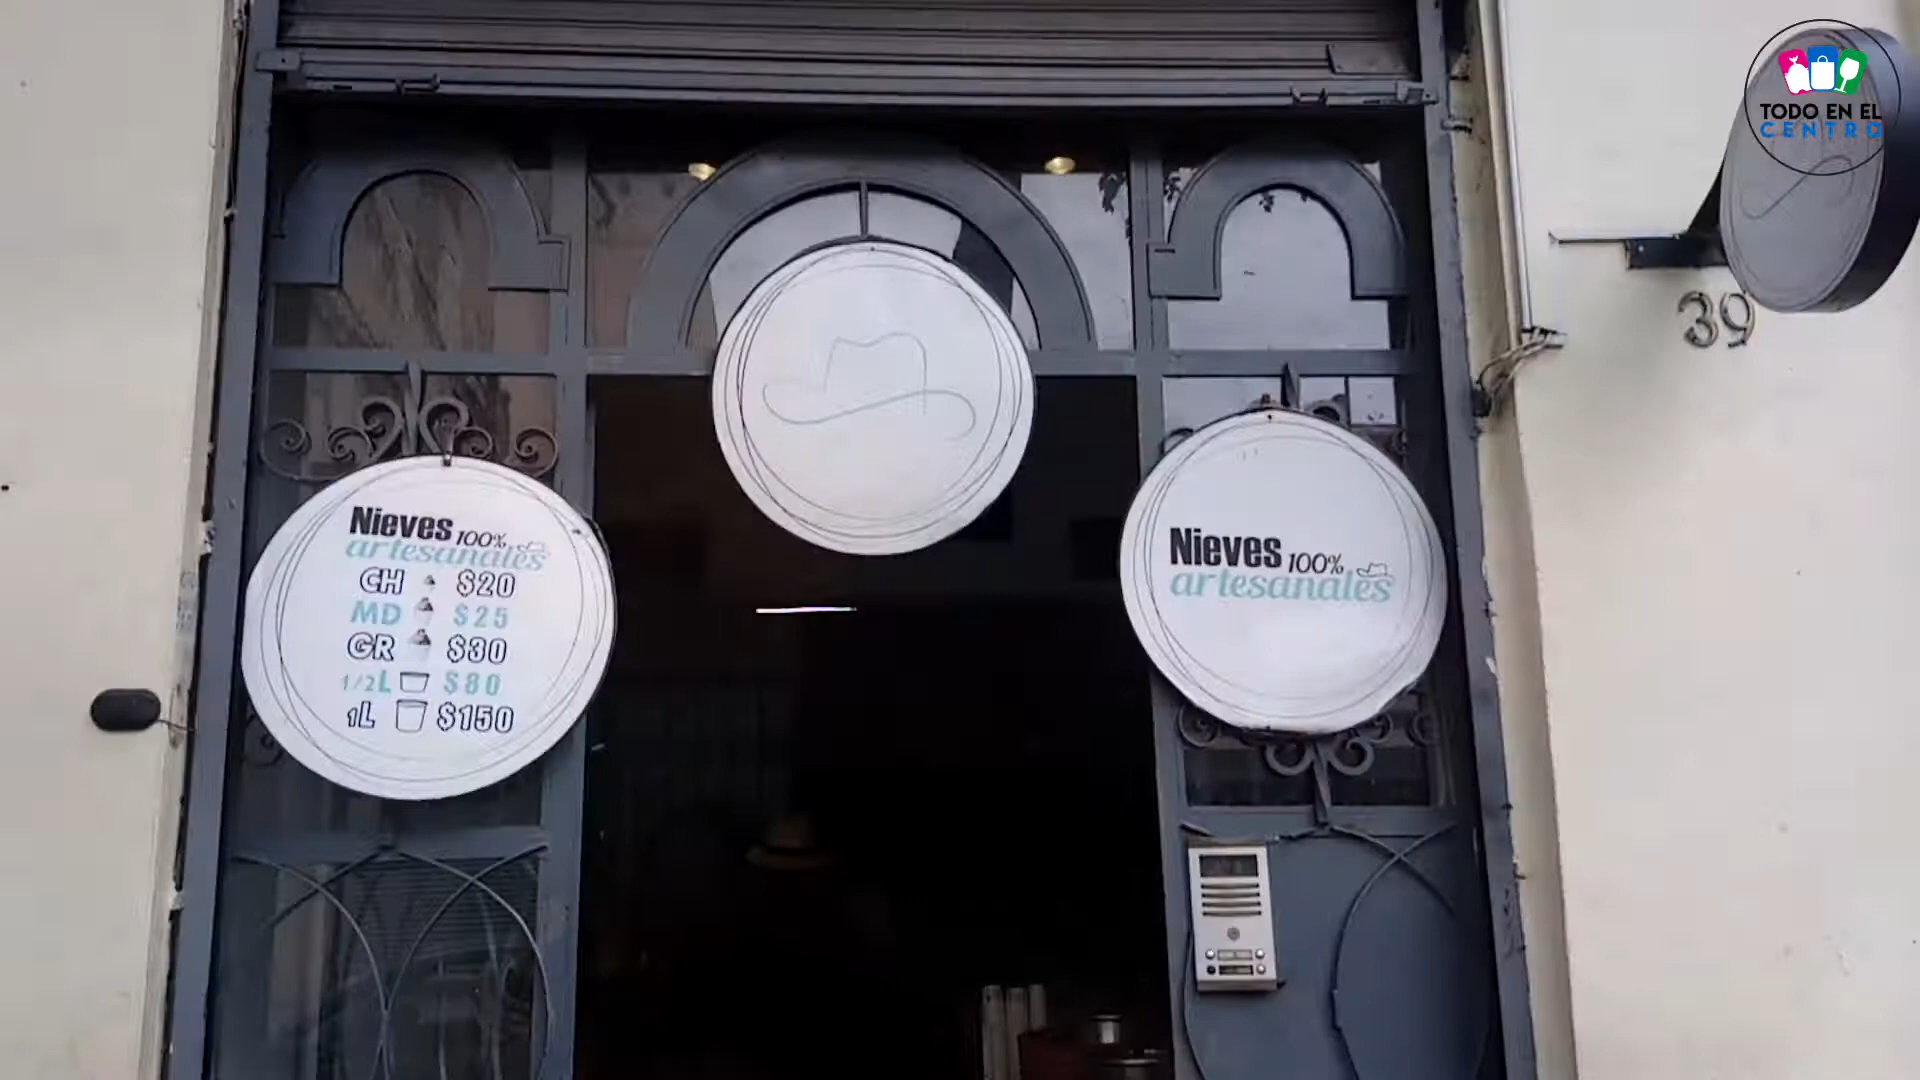 TODO EN EL
CENTRO
39
Nieves 100%
artesanales
CH $20
MD $25
GR $30
1/2L $80
1L $150
Nieves 100%
artesanales